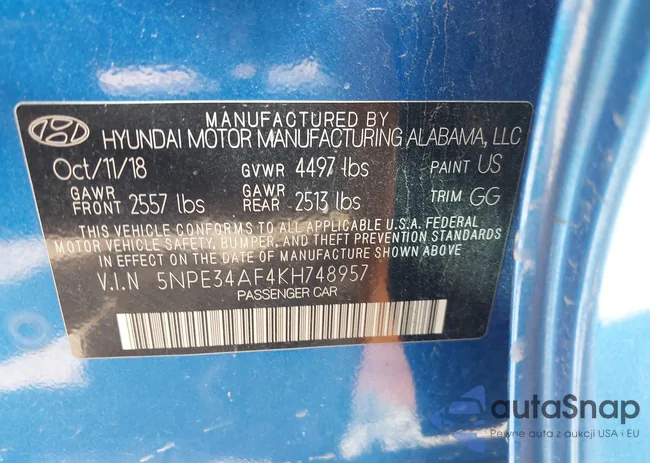 MANUFACTURED BY
HYUNDAI MOTOR MANUFACTURING ALABAMA, LLC
Oct/11/18 GVWR 4497 lbs PAINT US
GAWR FRONT 2557 lbs GAWR REAR 2513 lbs TRIM GG
THIS VEHICLE CONFORMS TO ALL APPLICABLE U.S.A. FEDERAL
MOTOR VEHICLE SAFETY, BUMPER, AND THEFT PREVENTION STANDARDS
IN EFFECT ON THE DATE OF MANUFACTURE SHOWN ABOVE.
V.I.N 5NPE34AF4KH748957
PASSENGER CAR
autoSnap
Pewne auta z aukcji USA i EU